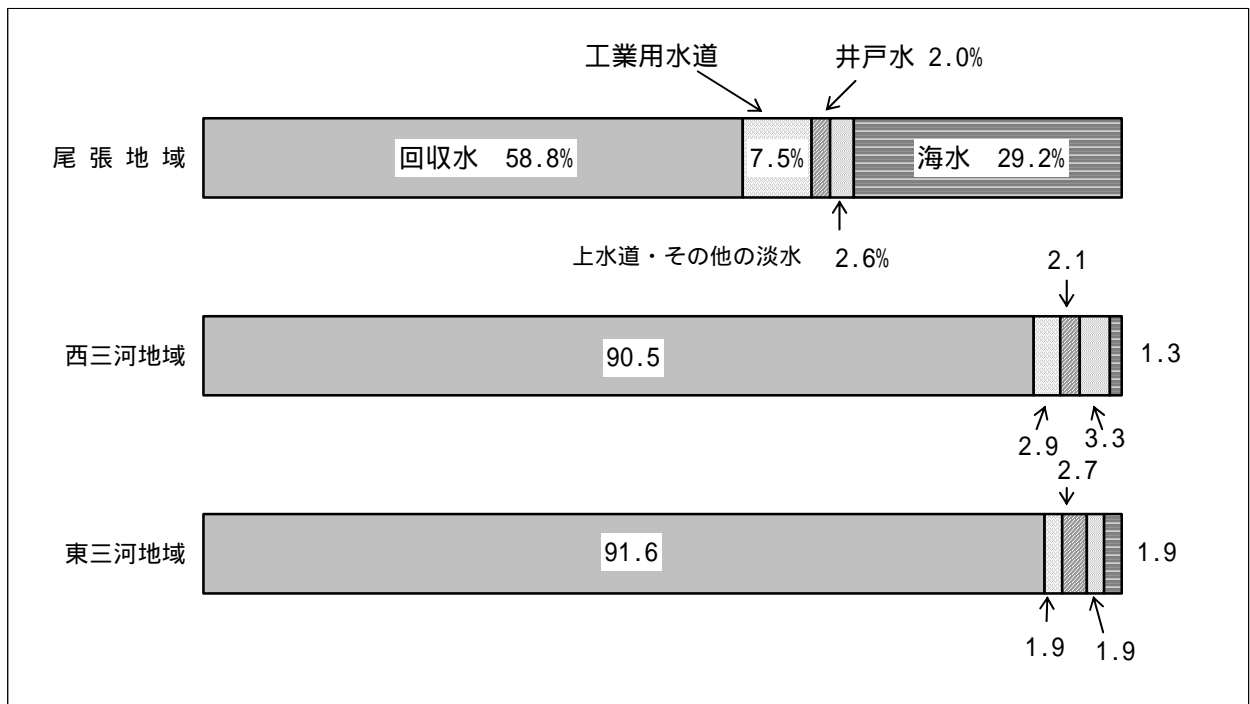 工業用水道 井戸水 2.0%
尾張地域 回収水 58.8% 7.5% 海水 29.2%
上水道・その他の淡水 2.6%
2.1
西三河地域 90.5 1.3
2.9 3.3
2.7
東三河地域 91.6 1.9
1.9 1.9